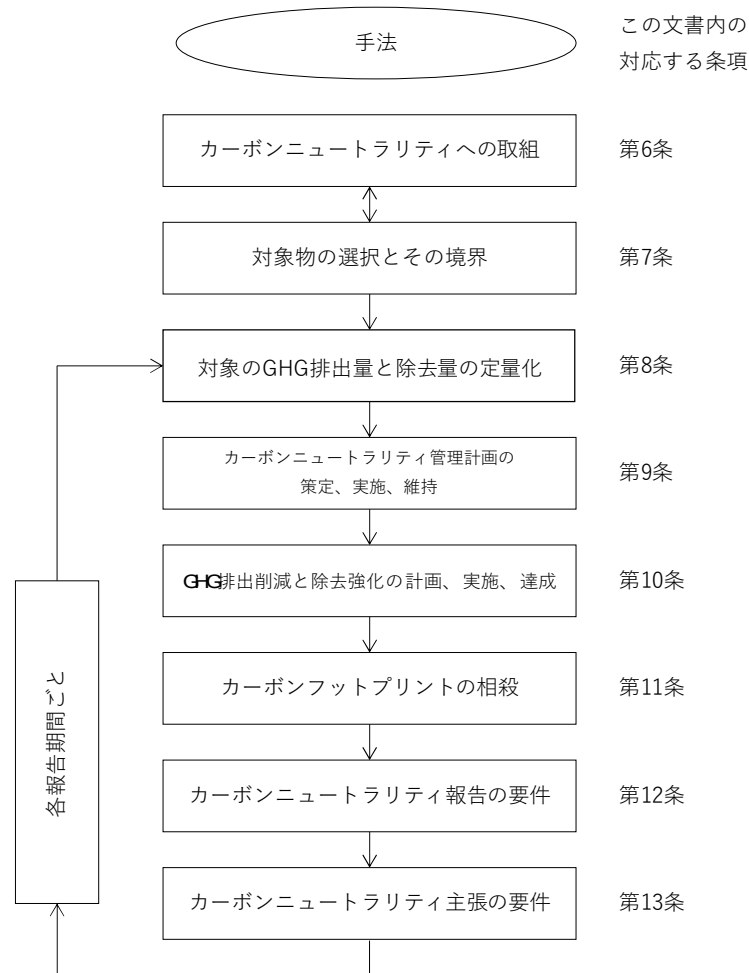 手法
この文書内の
対応する条項
カーボンニュートラリティへの取組
第6条
対象物の選択とその境界
第7条
対象のGHG排出量と除去量の定量化
第8条
カーボンニュートラリティ管理計画の
策定、実施、維持
第9条
GHG排出削減と除去強化の計画、実施、達成
第10条
カーボンフットプリントの相殺
第11条
カーボンニュートラリティ報告の要件
第12条
カーボンニュートラリティ主張の要件
第13条
各報告期間ごと